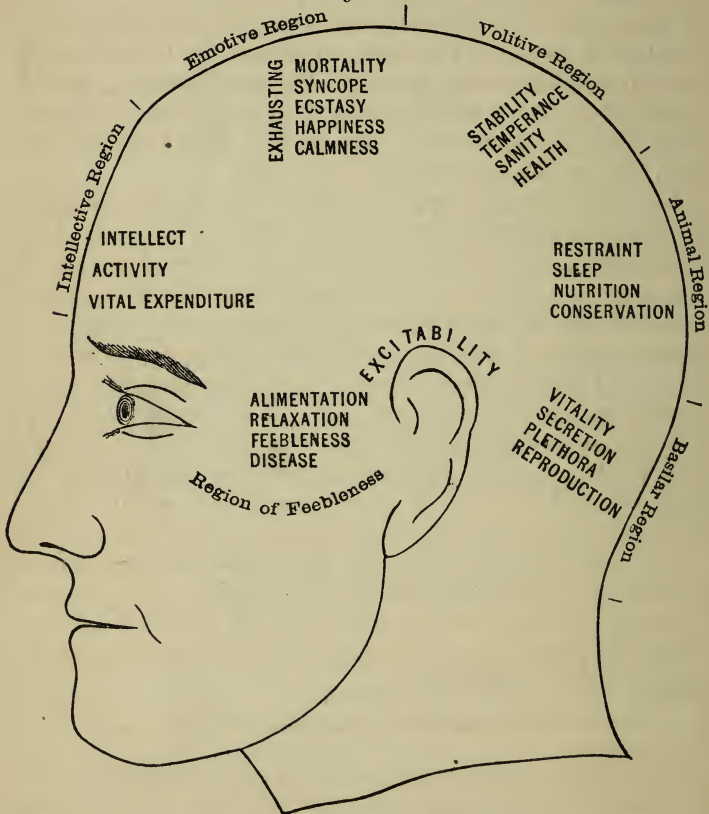 Emotive Region
Volitive Region
Intellective Region
Animal Region
Basilar Region
EXHAUSTING
MORTALITY
SYNCOPE
ECSTASY
HAPPINESS
CALMNESS
STABILITY
TEMPERANCE
SANITY
HEALTH
INTELLECT
ACTIVITY
VITAL EXPENDITURE
RESTRAINT
SLEEP
NUTRITION
CONSERVATION
EXCITABILITY
ALIMENTATION
RELAXATION
FEEBLENESS
DISEASE
Region of Feebleness
VITALITY
SECRETION
PLETHORA
REPRODUCTION